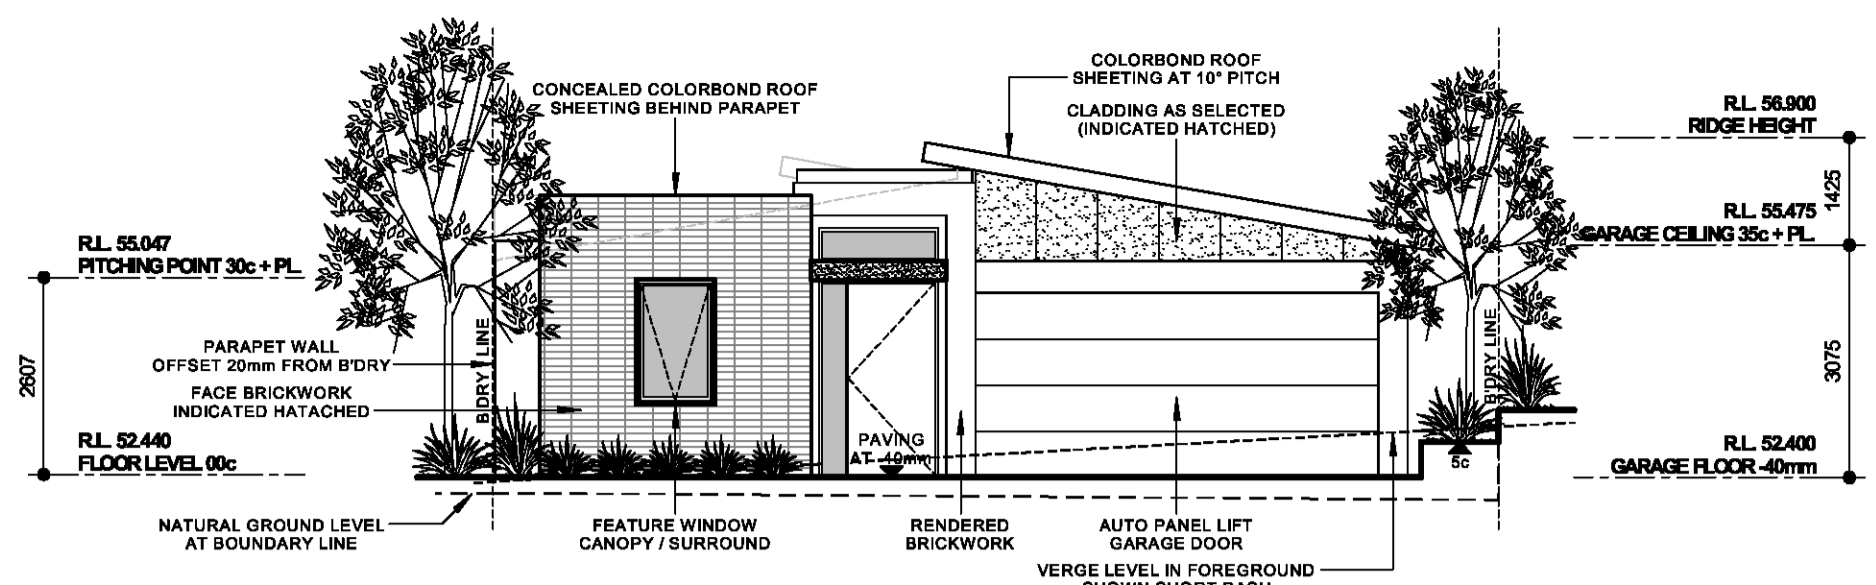 COLORBOND ROOF
SHEETING AT 10° PITCH
CONCEALED COLORBOND ROOF
SHEETING BEHIND PARAPET
CLADDING AS SELECTED
(INDICATED HATCHED)
R.L. 56.900
RIDGE HEIGHT
1425
R.L. 55.475
GARAGE CEILING 35c + PL.
R.L. 55.047
PITCHING POINT 30c + PL.
2607
PARAPET WALL
OFFSET 20mm FROM B'DRY
B'DRY LINE
FACE BRICKWORK
INDICATED HATACHED
B'DRY LINE
3075
R.L. 52.440
FLOOR LEVEL 00c
PAVING
AT -40mm
5c
R.L. 52.400
GARAGE FLOOR -40mm
NATURAL GROUND LEVEL
AT BOUNDARY LINE
FEATURE WINDOW
CANOPY / SURROUND
RENDERED
BRICKWORK
AUTO PANEL LIFT
GARAGE DOOR
VERGE LEVEL IN FOREGROUND
SHOWN SHORT DASH